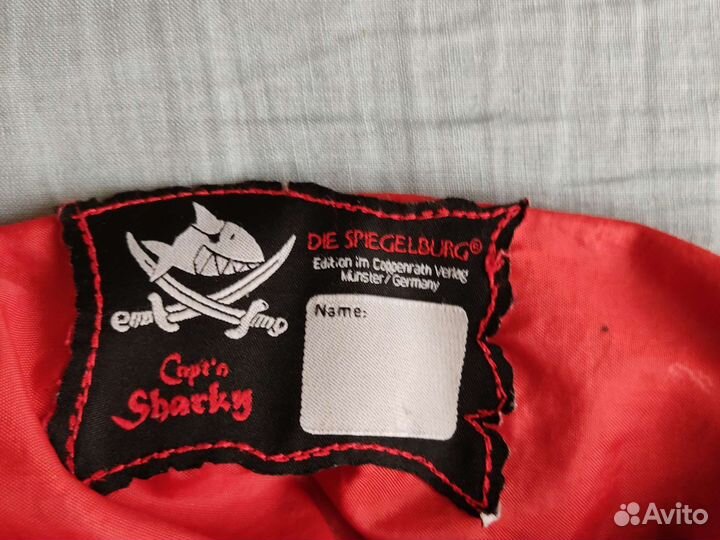 DIE SPIEGELBURG®
Edition im Coppenrath Verlag
Münster/Germany
Name:
Capt'n
Sharky
Avito